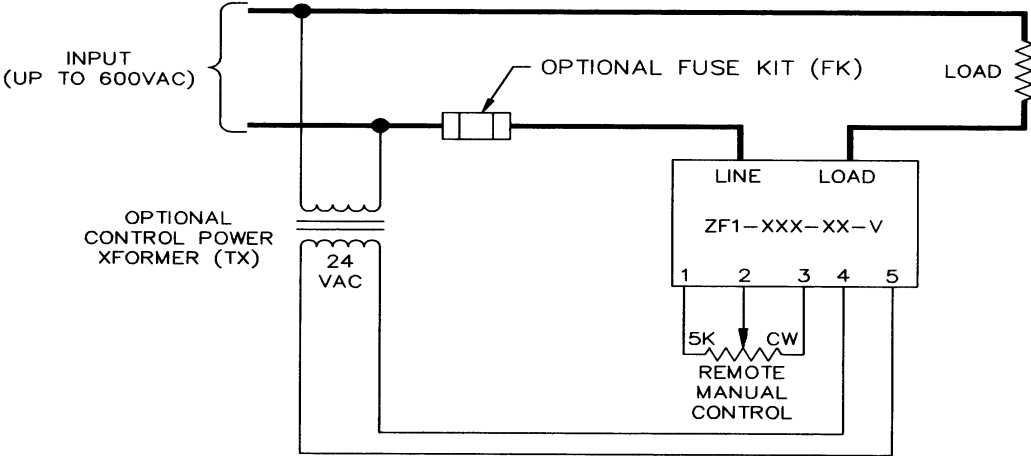 INPUT
(UP TO 600VAC)
OPTIONAL FUSE KIT (FK)
LOAD
LINE LOAD
ZF1-XXX-XX-V
1 2 3 4 5
OPTIONAL
CONTROL POWER
XFORMER (TX)
24
VAC
5K CW
REMOTE
MANUAL
CONTROL